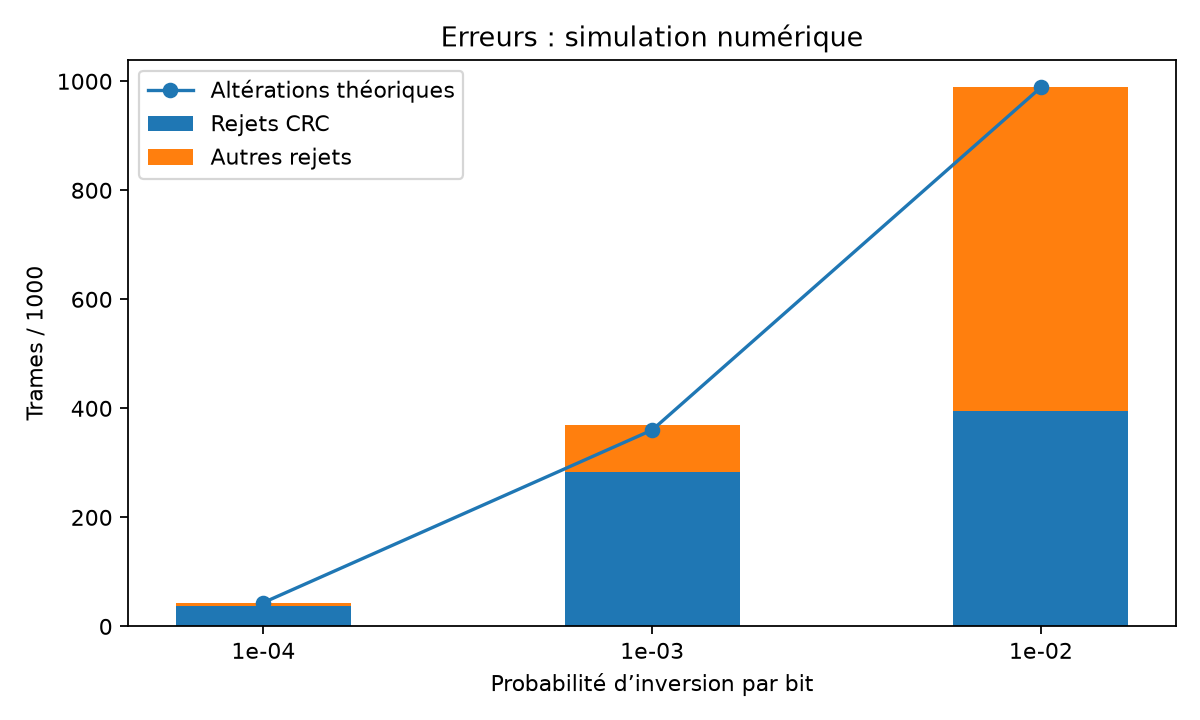 Erreurs : simulation numérique
Altérations théoriques
Rejets CRC
Autres rejets
Trames / 1000
1000
800
600
400
200
0
1e-04
1e-03
1e-02
Probabilité d’inversion par bit